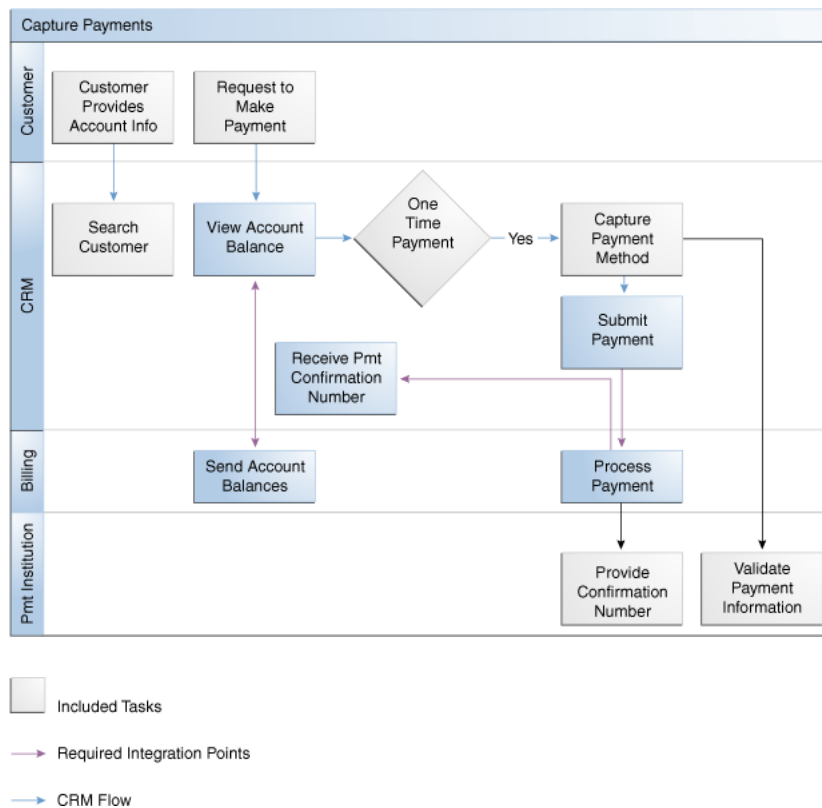 Capture Payments
Customer
Customer
Provides
Account Info
Request to
Make
Payment
CRM
Search
Customer
View Account
Balance
One
Time
Payment
Yes
Capture
Payment
Method
Submit
Payment
Receive Pmt
Confirmation
Number
Billing
Send Account
Balances
Process
Payment
Pmt Institution
Provide
Confirmation
Number
Validate
Payment
Information
Included Tasks
Required Integration Points
CRM Flow